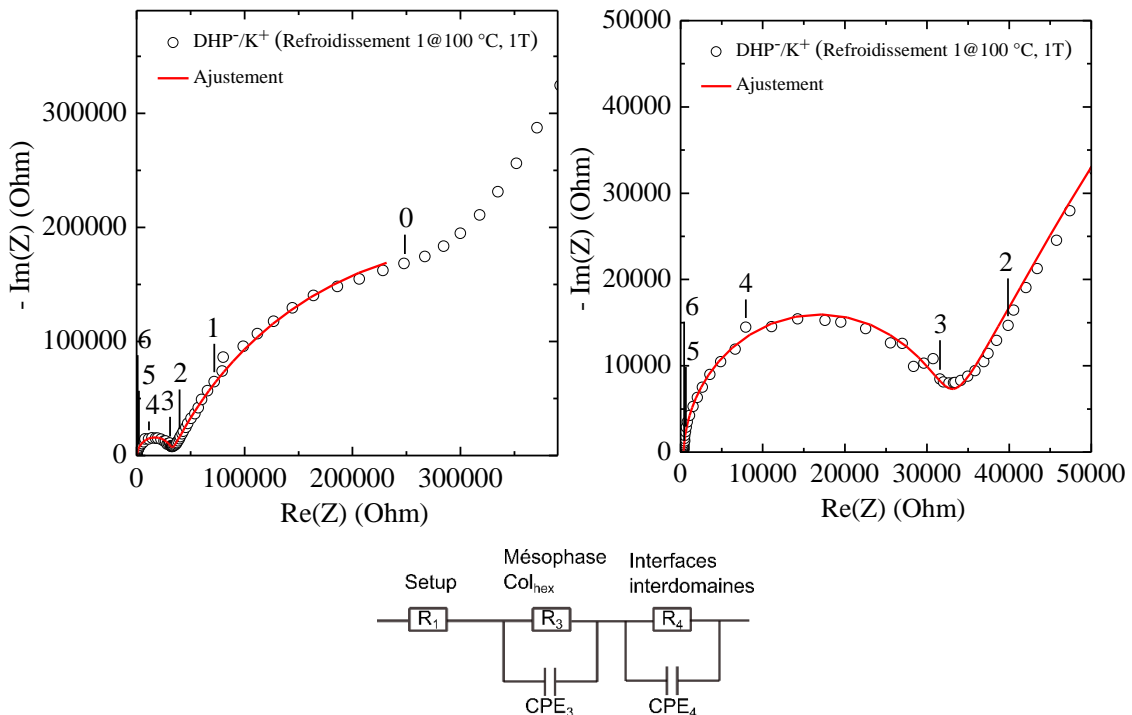 DHP⁻/K⁺ (Refroidissement 1@100 °C, 1T)
Ajustement
300000
200000
100000
0
- Im(Z) (Ohm)
6
5
4
3
2
1
0
0
100000
200000
300000
Re(Z) (Ohm)
50000
40000
30000
20000
10000
0
- Im(Z) (Ohm)
DHP⁻/K⁺ (Refroidissement 1@100 °C, 1T)
Ajustement
6
5
4
3
2
0
10000
20000
30000
40000
50000
Re(Z) (Ohm)
Setup
Mésophase
Colhex
Interfaces
interdomaines
R₁
R₃
R₄
CPE₃
CPE₄